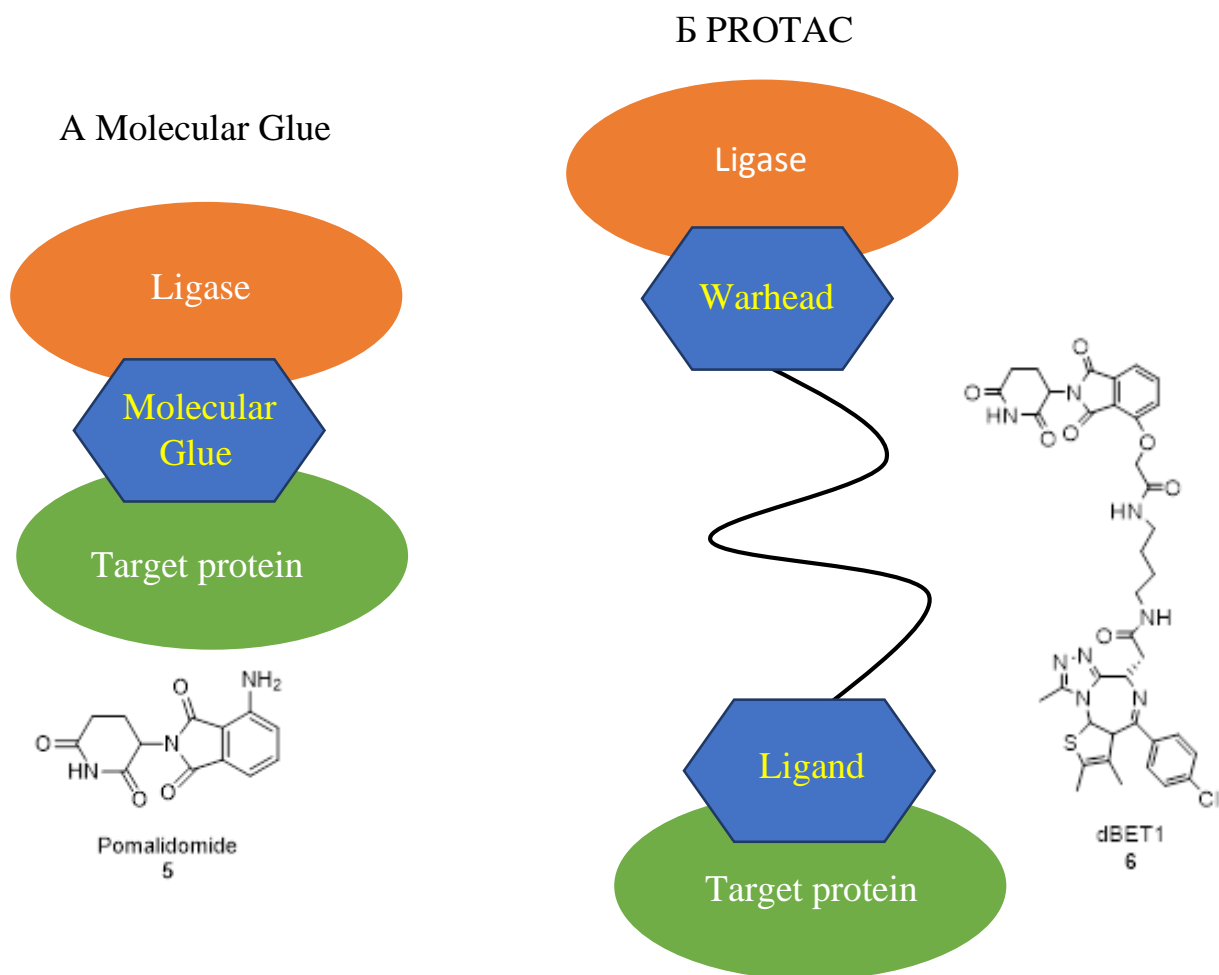 Б PROTAC
А Molecular Glue
Ligase
Ligase
Warhead
Molecular
Glue
Target protein
Ligand
Target protein
O
N
O
O
NH₂
O
HN
O
Pomalidomide
5
O
O
N
O
HN
O
O
O
HN
O
NH
O
N
N
N
N
S
Cl
dBET1
6